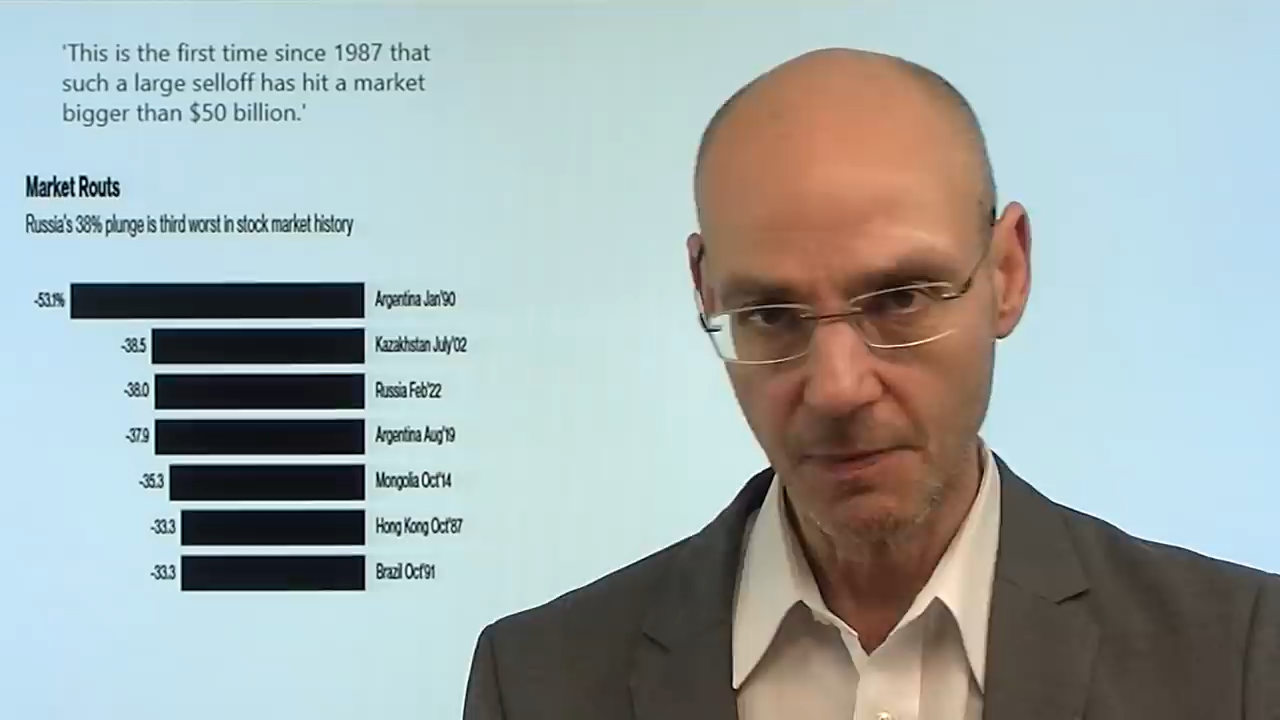 'This is the first time since 1987 that
such a large selloff has hit a market
bigger than $50 billion.'
Market Routs
Russia's 38% plunge is third worst in stock market history
-53.1% Argentina Jan'90
-38.5 Kazakhstan July'02
-38.0 Russia Feb'22
-37.9 Argentina Aug'19
-35.3 Mongolia Oct'14
-33.3 Hong Kong Oct'87
-33.3 Brazil Oct'91